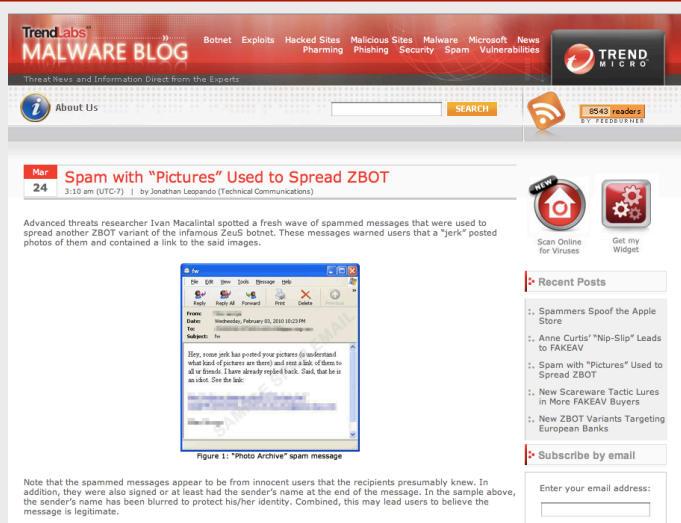 TrendLabs
MALWARE BLOG
Threat News and Information Direct from the Experts
Botnet Exploits Hacked Sites Malicious Sites Malware Microsoft News
Pharming Phishing Security Spam Vulnerabilities
TREND
MICRO
About Us
SEARCH
8543 readers
BY FEEDBURNER
Mar
24
Spam with “Pictures” Used to Spread ZBOT
3:10 am (UTC-7) | by Jonathan Leopando (Technical Communications)
Advanced threats researcher Ivan Macalintal spotted a fresh wave of spammed messages that were used to
spread another ZBOT variant of the infamous ZeuS botnet. These messages warned users that a “jerk” posted
photos of them and contained a link to the said images.
fw
File Edit View Tools Message Help
Reply Reply All Forward Print Delete Previous
From:
Date: Wednesday, February 03, 2010 10:23 PM
To:
Subject: fw
Hey, some jerk has posted your pictures (u understand
what kind of pictures are there) and sent a link of them to
all ur friends. I have already replied back. Said, that he is
an idiot. See the link:
SAMPLE SPAM EMAIL
Figure 1: “Photo Archive” spam message
Note that the spammed messages appear to be from innocent users that the recipients presumably knew. In
addition, they were also signed or at least had the sender’s name at the end of the message. In the sample above,
the sender’s name has been blurred to protect his/her identity. Combined, this may lead users to believe the
message is legitimate.
NEW
Scan Online
for Viruses
Get my
Widget
Recent Posts
Spammers Spoof the Apple
Store
Anne Curtis’ “Nip-Slip” Leads
to FAKEAV
Spam with “Pictures” Used to
Spread ZBOT
New Scareware Tactic Lures
in More FAKEAV Buyers
New ZBOT Variants Targeting
European Banks
Subscribe by email
Enter your email address: